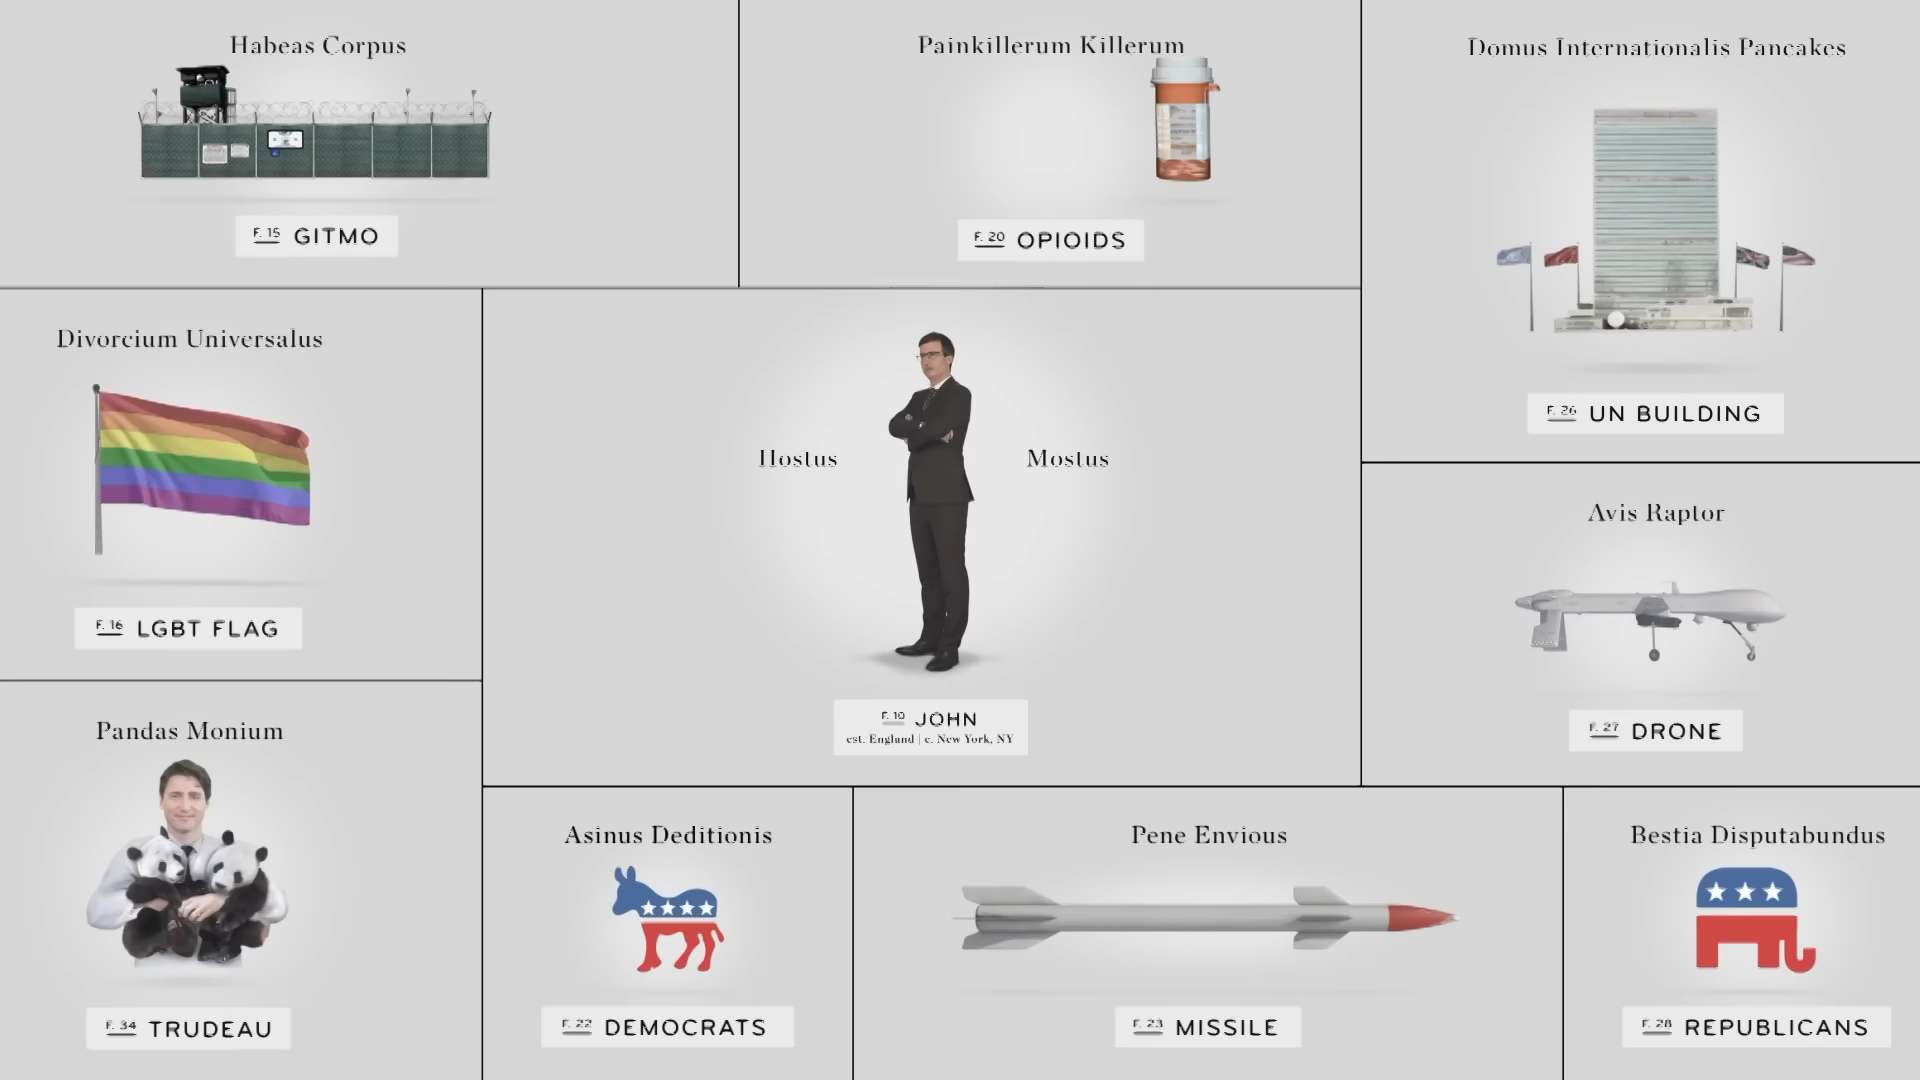 Habeas Corpus
F. 15 GITMO
Painkillerum Killerum
F. 20 OPIOIDS
Domus Internationalis Pancakes
F. 26 UN BUILDING
Divorcium Universalus
F. 16 LGBT FLAG
Hostus Mostus
F. 10 JOHN
est. England | c. New York, NY
Avis Raptor
F. 27 DRONE
Pandas Monium
F. 34 TRUDEAU
Asinus Deditionis
F. 22 DEMOCRATS
Pene Envious
F. 23 MISSILE
Bestia Disputabundus
F. 28 REPUBLICANS